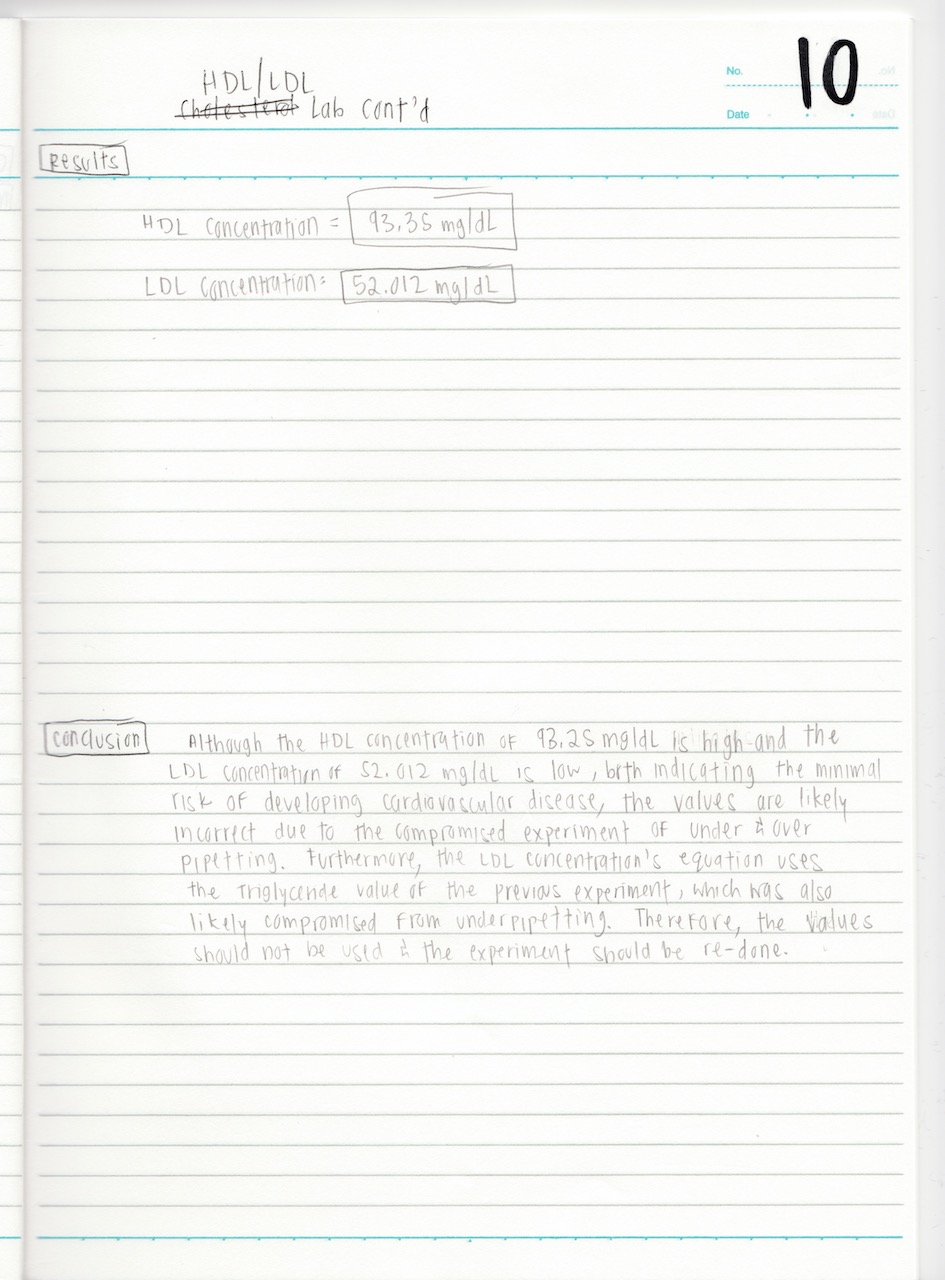 No. 10
HDL/LDL
Cholesterol Lab cont'd
Date
Results
HDL concentration = 93.35 mg/dL
LDL concentration= 52.012 mg/dL
conclusion
Although the HDL concentration of 93.25 mg/dL is high and the
LDL concentration of 52.012 mg/dL is low, both indicating the minimal
risk of developing cardiovascular disease, the values are likely
incorrect due to the compromised experiment of under & over
pipetting. Furthermore, the LDL concentration's equation uses
the Triglyceride value of the previous experiment, which was also
likely compromised from underpipetting. Therefore, the values
should not be used & the experiment should be re-done.